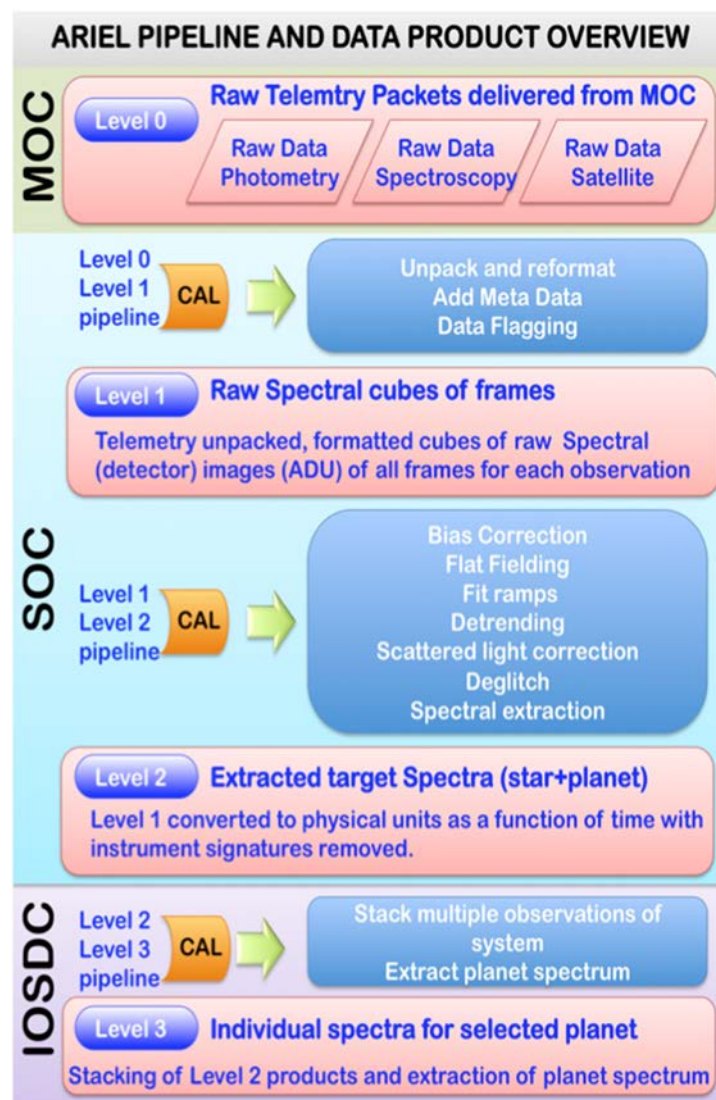 ARIEL PIPELINE AND DATA PRODUCT OVERVIEW
MOC
Level 0
Raw Telemtry Packets delivered from MOC
Raw Data
Photometry
Raw Data
Spectroscopy
Raw Data
Satellite
SOC
Level 0
Level 1
pipeline
CAL
Unpack and reformat
Add Meta Data
Data Flagging
Level 1
Raw Spectral cubes of frames
Telemetry unpacked, formatted cubes of raw Spectral
(detector) images (ADU) of all frames for each observation
Level 1
Level 2
pipeline
CAL
Bias Correction
Flat Fielding
Fit ramps
Detrending
Scattered light correction
Deglitch
Spectral extraction
Level 2
Extracted target Spectra (star+planet)
Level 1 converted to physical units as a function of time with
instrument signatures removed.
IOSDC
Level 2
Level 3
pipeline
CAL
Stack multiple observations of
system
Extract planet spectrum
Level 3
Individual spectra for selected planet
Stacking of Level 2 products and extraction of planet spectrum